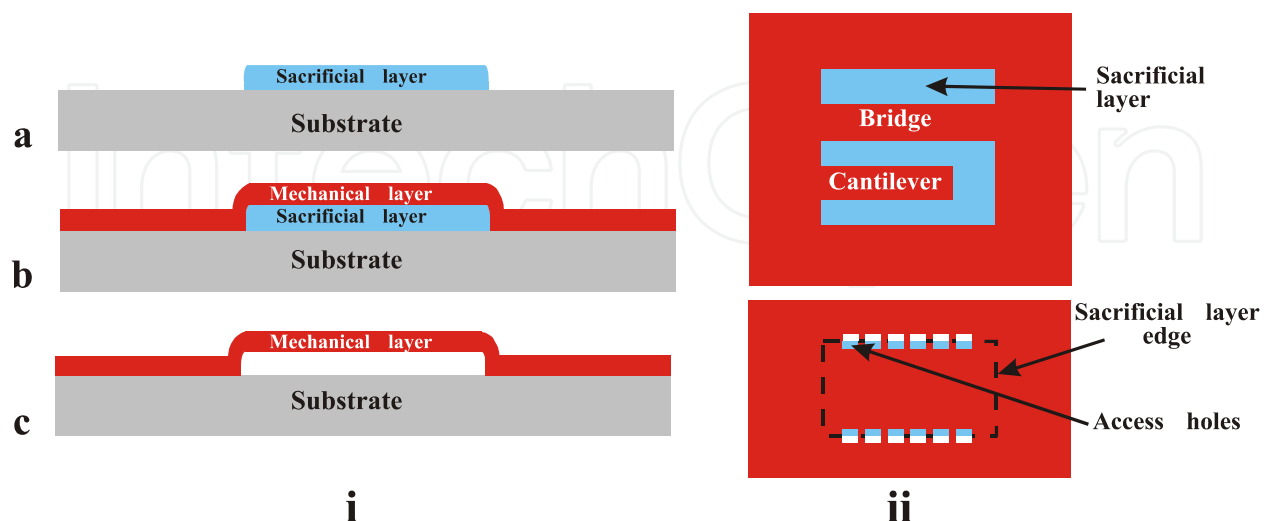 Sacrificial layer
Substrate
a
Mechanical layer
Sacrificial layer
Substrate
b
Mechanical layer
Substrate
c
i
Sacrificial
layer
Bridge
Cantilever
Sacrificial layer
edge
Access holes
ii
IntechOpen